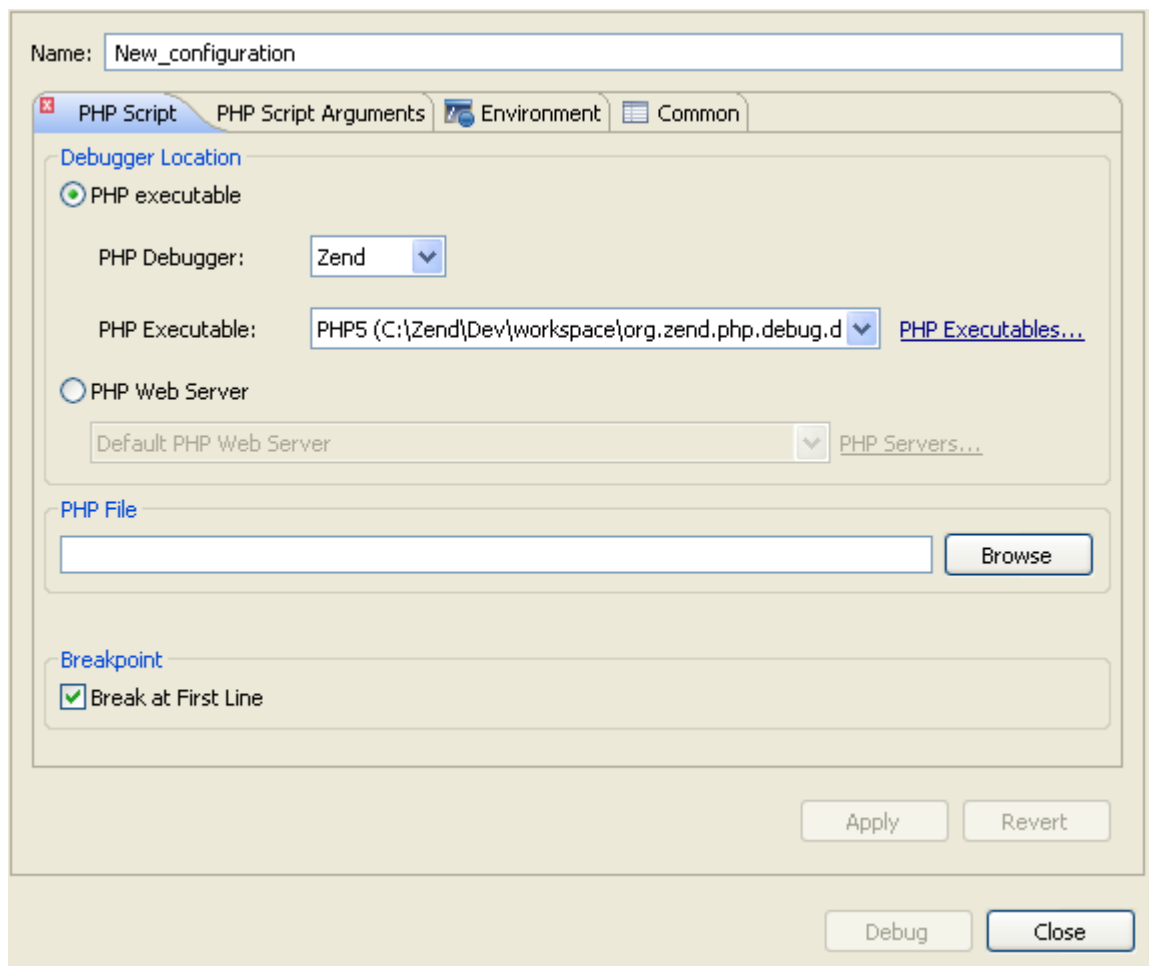 Name: New_configuration
PHP Script PHP Script Arguments Environment Common
Debugger Location
PHP executable
PHP Debugger: Zend
PHP Executable: PHP5 (C:\Zend\Dev\workspace\org.zend.php.debug.d PHP Executables...
PHP Web Server
Default PHP Web Server PHP Servers...
PHP File
Browse
Breakpoint
Break at First Line
Apply Revert
Debug Close